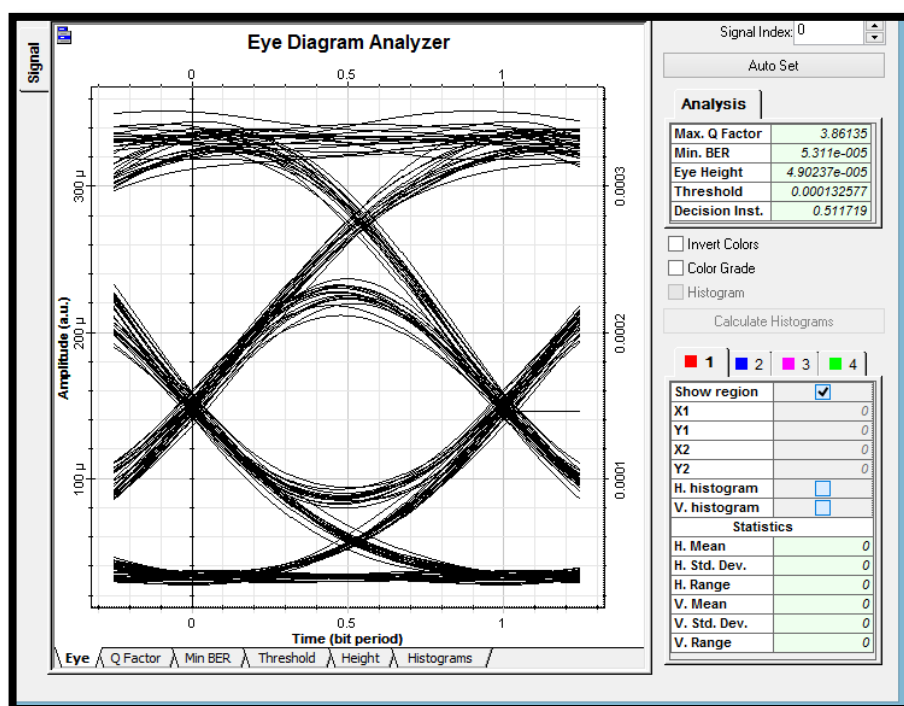 Signal
Eye Diagram Analyzer
0 0.5 1
Amplitude (a.u.)
300 µ
200 µ
100 µ
0.0003
0.0002
0.0001
0 0.5 1
Time (bit period)
Eye Q Factor Min BER Threshold Height Histograms
Signal Index: 0
Auto Set
Analysis
Max. Q Factor 3.86135
Min. BER 5.311e-005
Eye Height 4.90237e-005
Threshold 0.000132577
Decision Inst. 0.511719
Invert Colors
Color Grade
Histogram
Calculate Histograms
1 2 3 4
Show region
X1 0
Y1 0
X2 0
Y2 0
H. histogram
V. histogram
Statistics
H. Mean 0
H. Std. Dev. 0
H. Range 0
V. Mean 0
V. Std. Dev. 0
V. Range 0